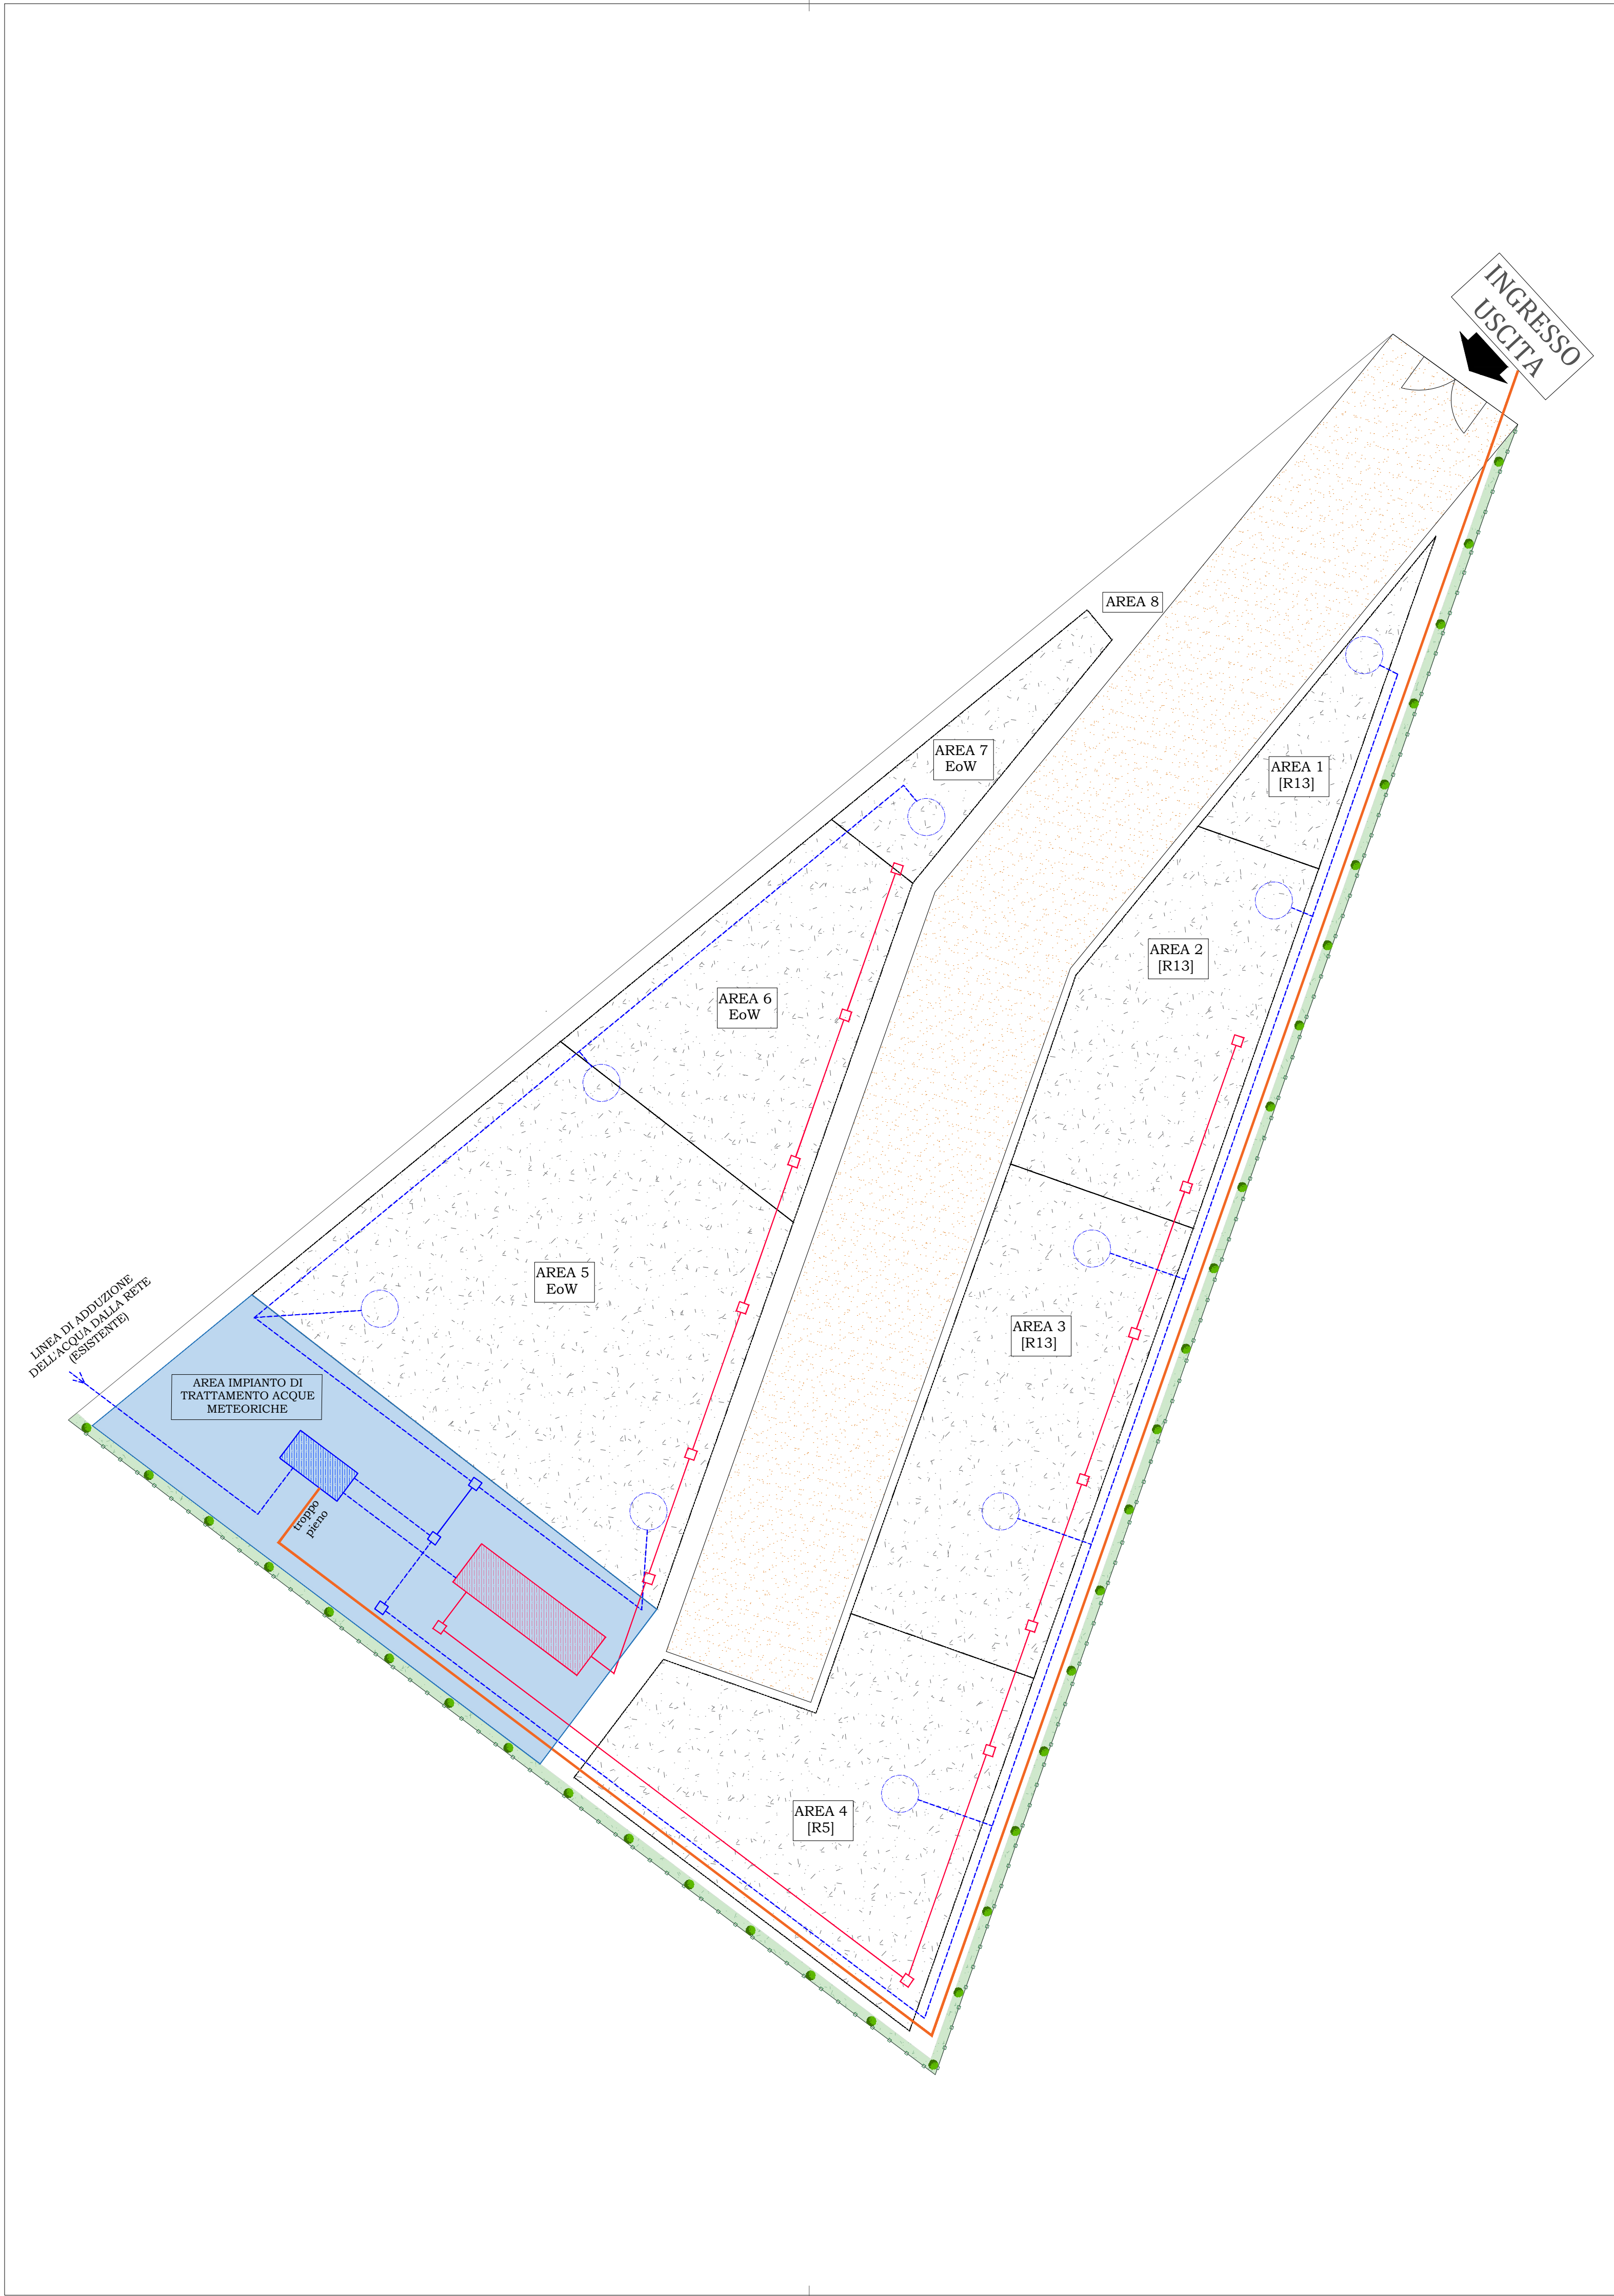 INGRESSO
USCITA
AREA 8
AREA 7
EoW
AREA 1
[R13]
AREA 2
[R13]
AREA 6
EoW
AREA 5
EoW
AREA 3
[R13]
LINEA DI ADDUZIONE
DELL'ACQUA DALLA RETE
(ESISTENTE)
AREA IMPIANTO DI
TRATTAMENTO ACQUE
METEORICHE
troppo
pieno
AREA 4
[R5]